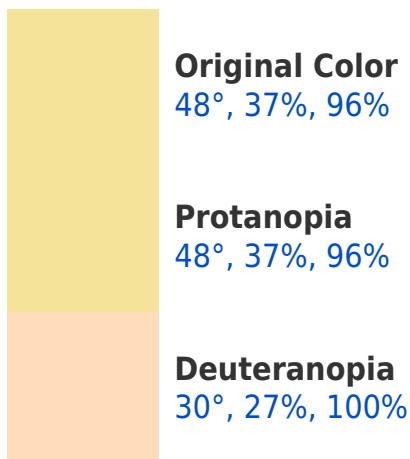 Original Color
48°, 37%, 96%
Protanopia
48°, 37%, 96%
Deuteranopia
30°, 27%, 100%